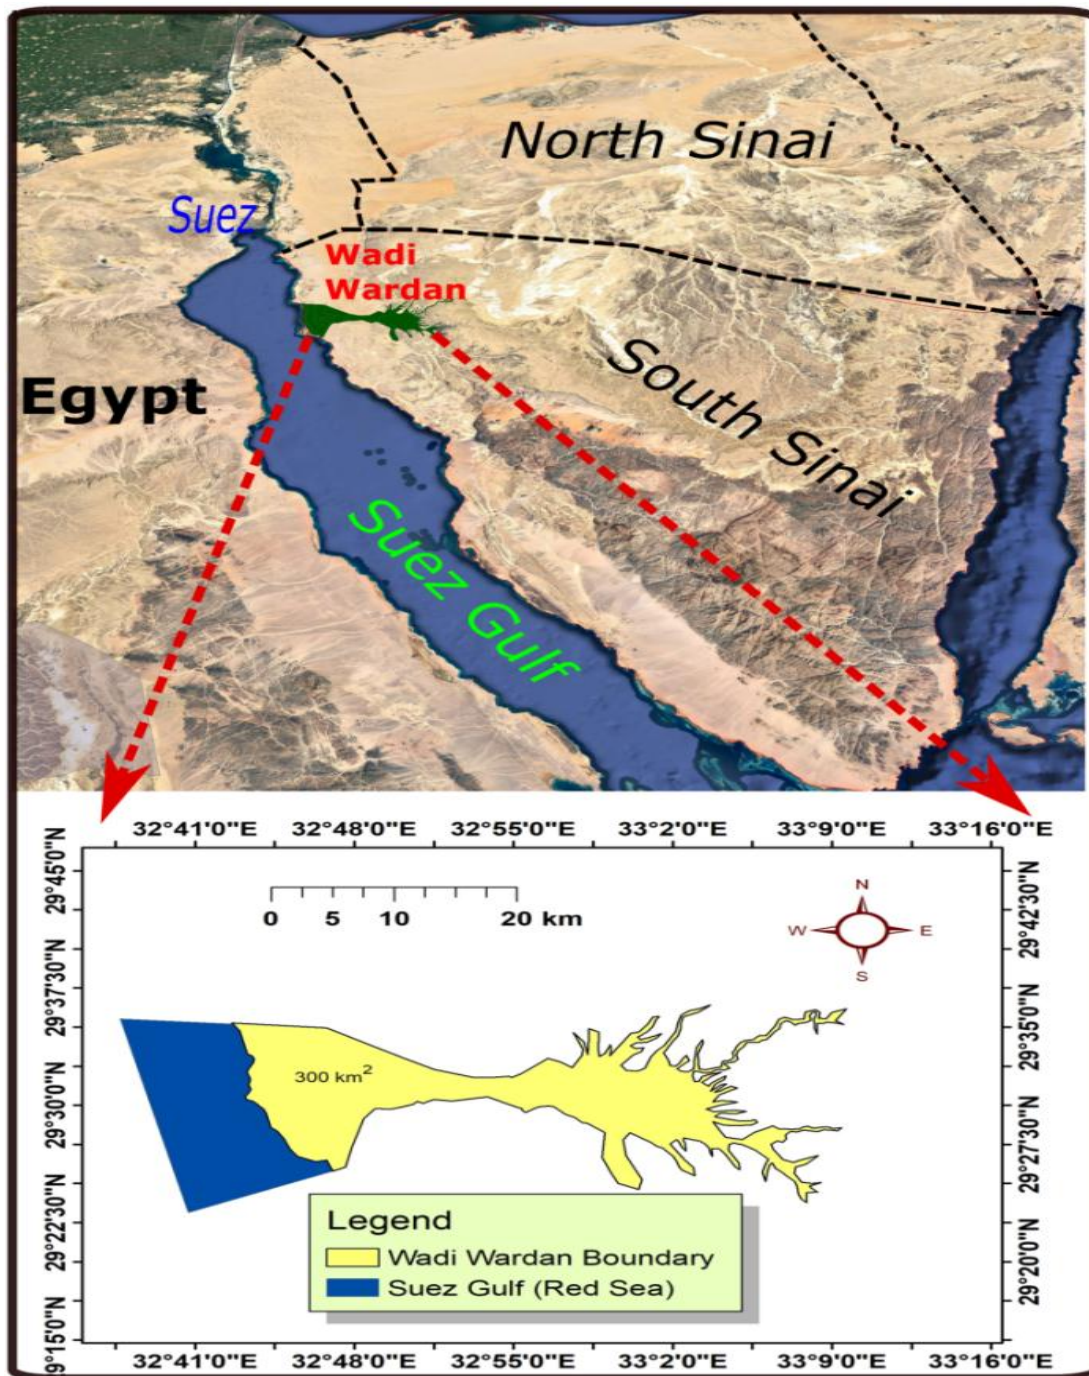 North Sinai
Suez
Wadi
Wardan
South Sinai
Egypt
Suez Gulf
32°41'0"E 32°48'0"E 32°55'0"E 33°2'0"E 33°9'0"E 33°16'0"E
29°45'0"N
29°37'30"N
29°30'0"N
29°22'30"N
29°15'0"N
0 5 10 20 km
N
W E
S
29°42'30"N
29°35'0"N
29°27'30"N
29°20'0"N
300 km²
Legend
Wadi Wardan Boundary
Suez Gulf (Red Sea)
32°41'0"E 32°48'0"E 32°55'0"E 33°2'0"E 33°9'0"E 33°16'0"E